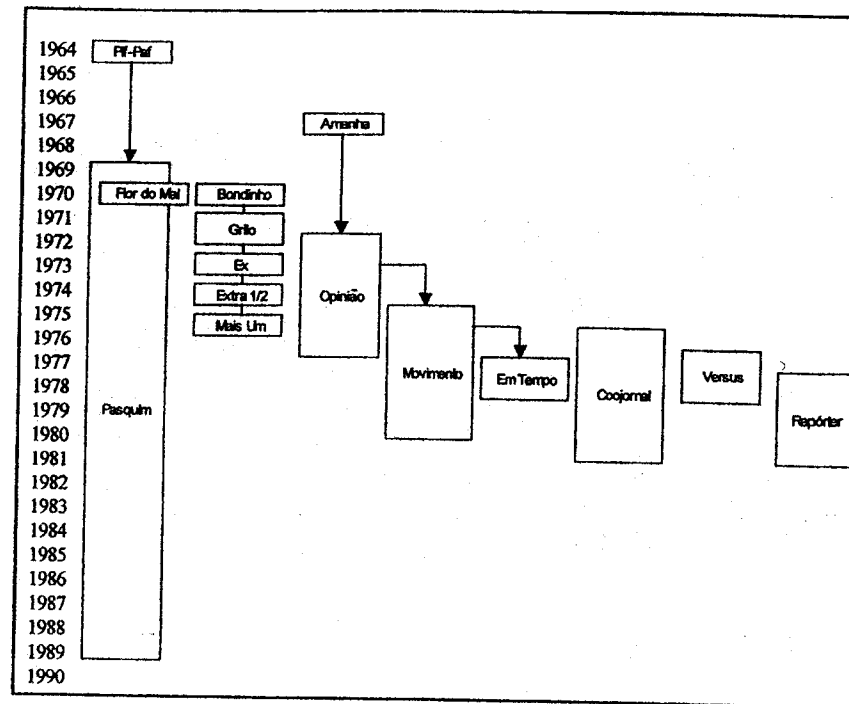 1964 Pif-Paf
1965
1966
1967 Amanha
1968
1969
1970 Flor do Mal Bondinho
1971
1972 Grilo
1973 Ex
1974 Extra 1/2 Opinião
1975
1976 Mais Um
1977 Movimento Em Tempo Versus
1978 Coojornal
1979 Pasquim Repórter
1980
1981
1982
1983
1984
1985
1986
1987
1988
1989
1990